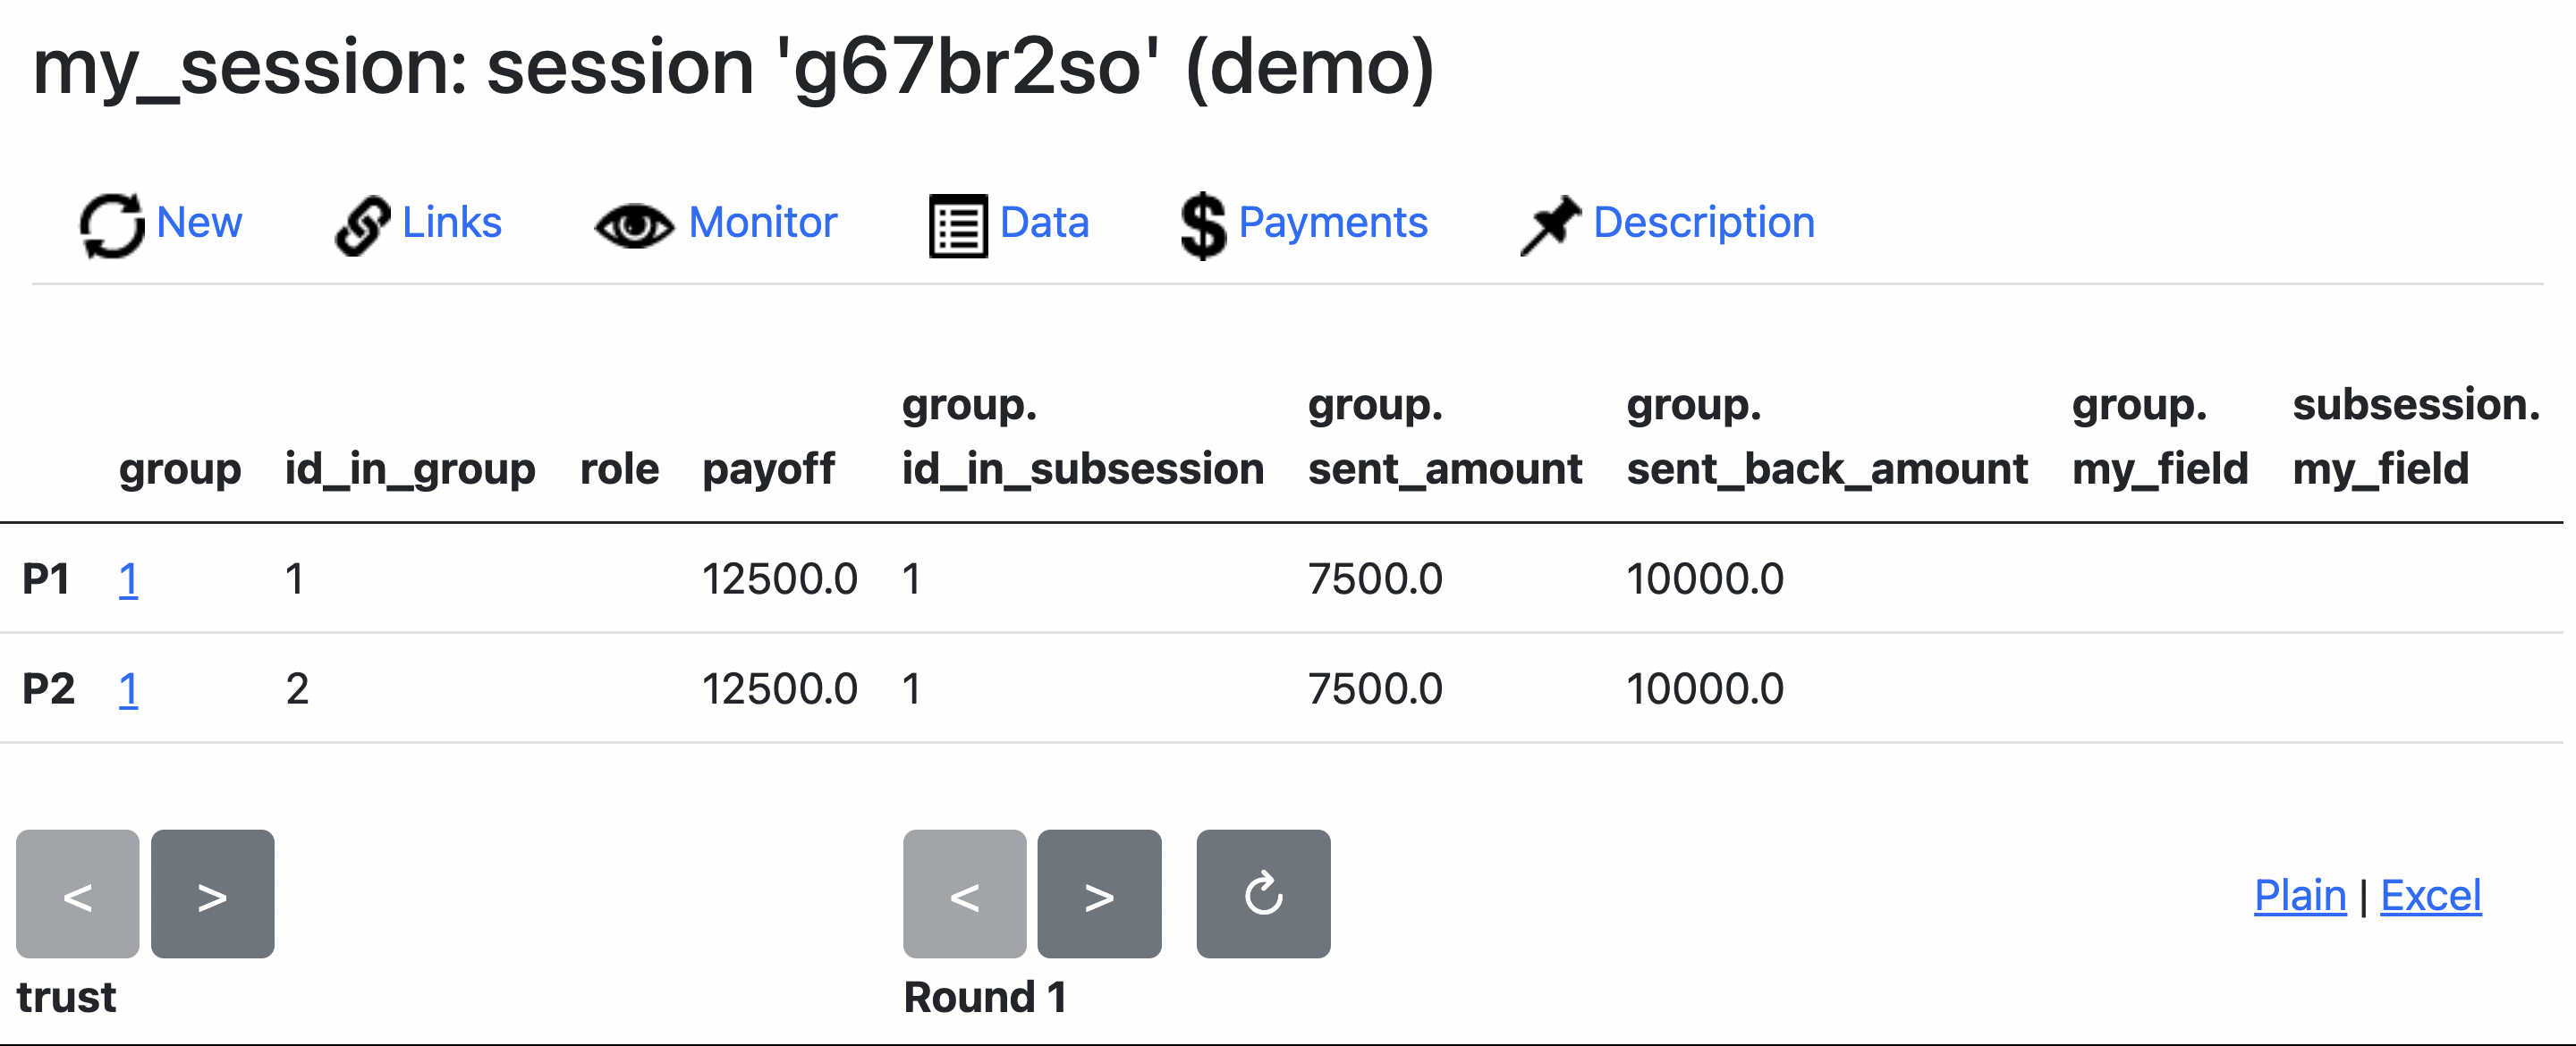 my_session: session 'g67br2so' (demo)
New Links Monitor Data Payments Description
group id_in_group role payoff group. id_in_subsession group. sent_amount group. sent_back_amount group. my_field subsession. my_field
P1 1 1 12500.0 1 7500.0 10000.0
P2 1 2 12500.0 1 7500.0 10000.0
< > < > Plain | Excel
trust Round 1